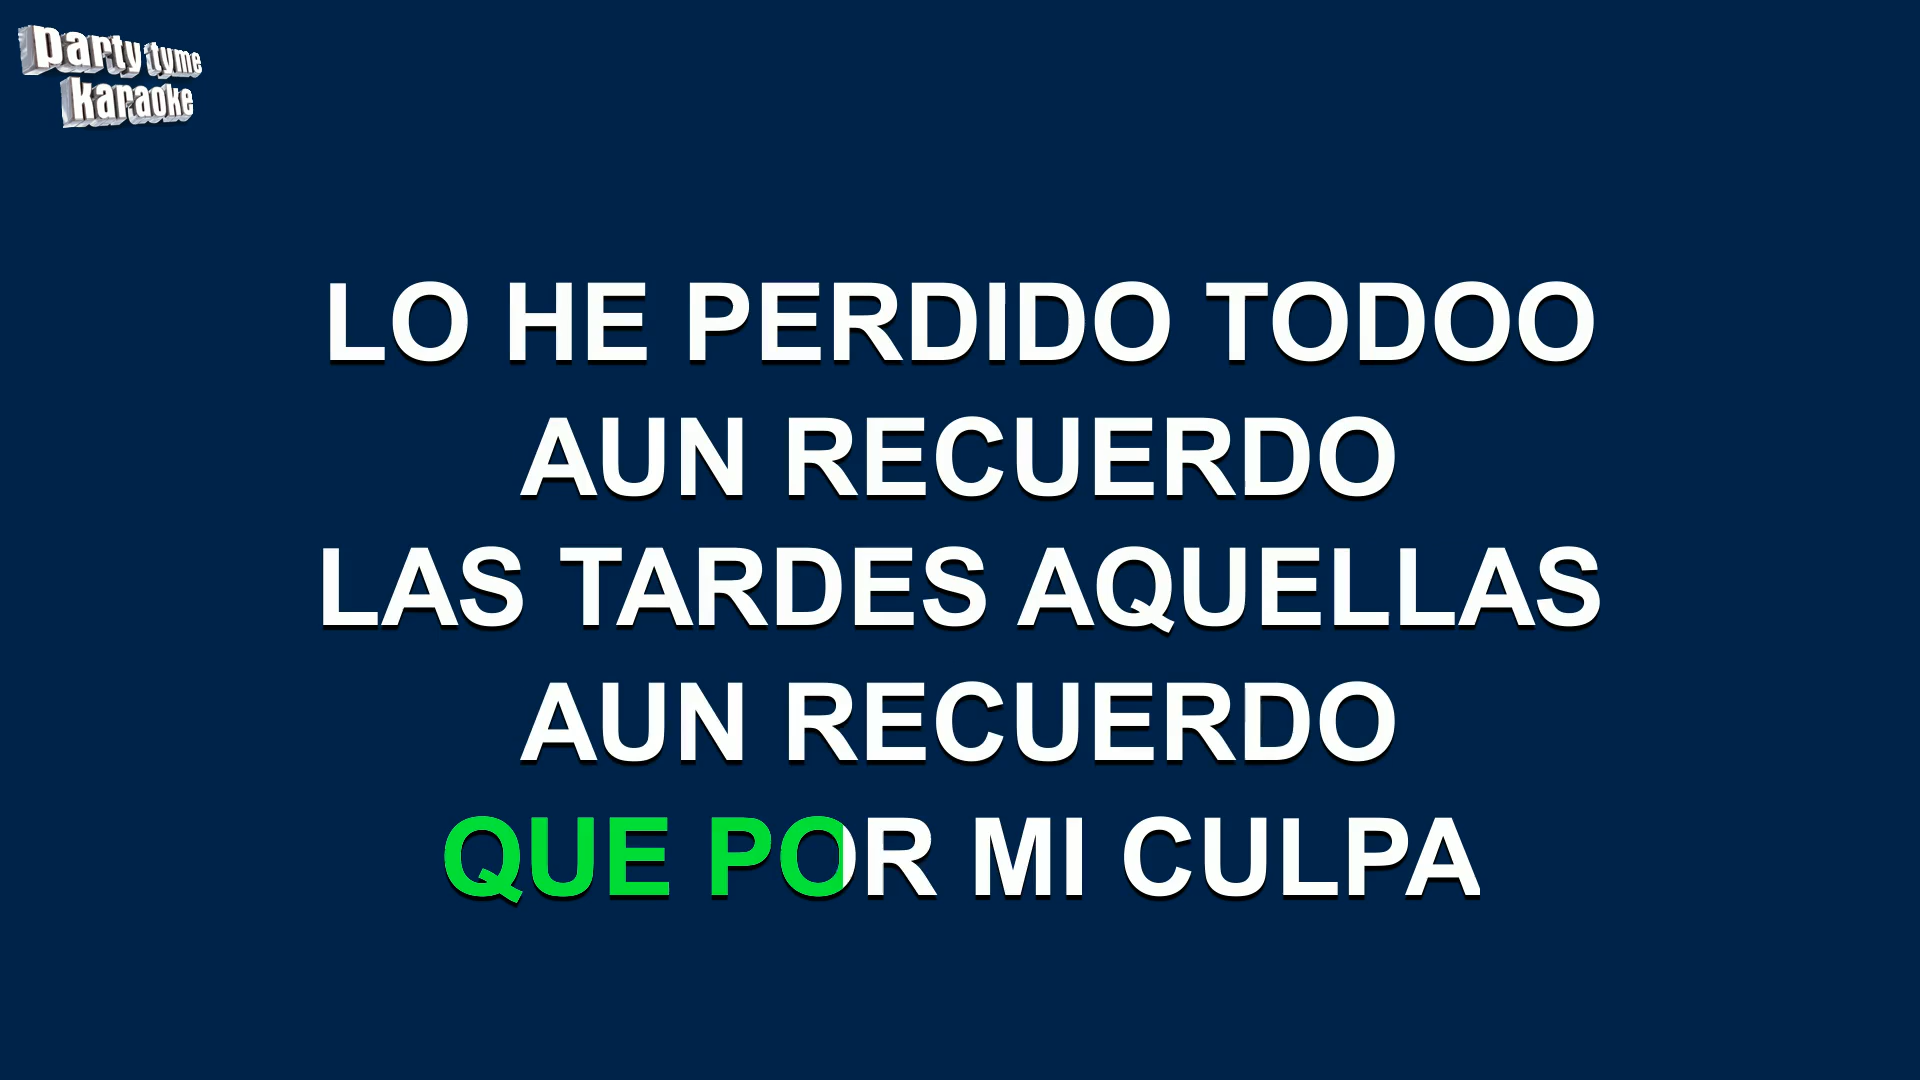 party tyme
karaoke
LO HE PERDIDO TODOO
AUN RECUERDO
LAS TARDES AQUELLAS
AUN RECUERDO
QUE POR MI CULPA